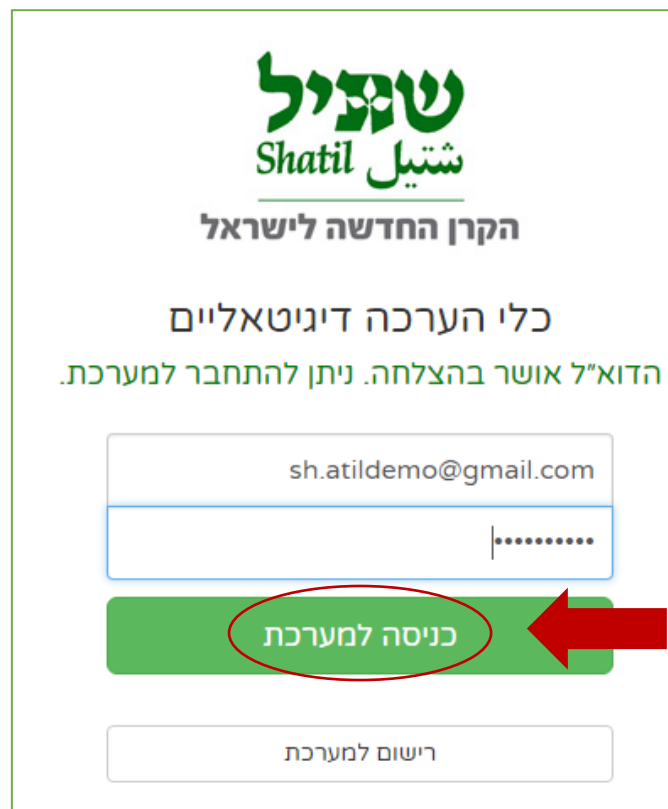 שתיל
Shatil شتيل
הקרן החדשה לישראל
כלי הערכה דיגיטאליים
הדוא״ל אושר בהצלחה. ניתן להתחבר למערכת.
sh.atildemo@gmail.com
••••••••••
כניסה למערכת
רישום למערכת